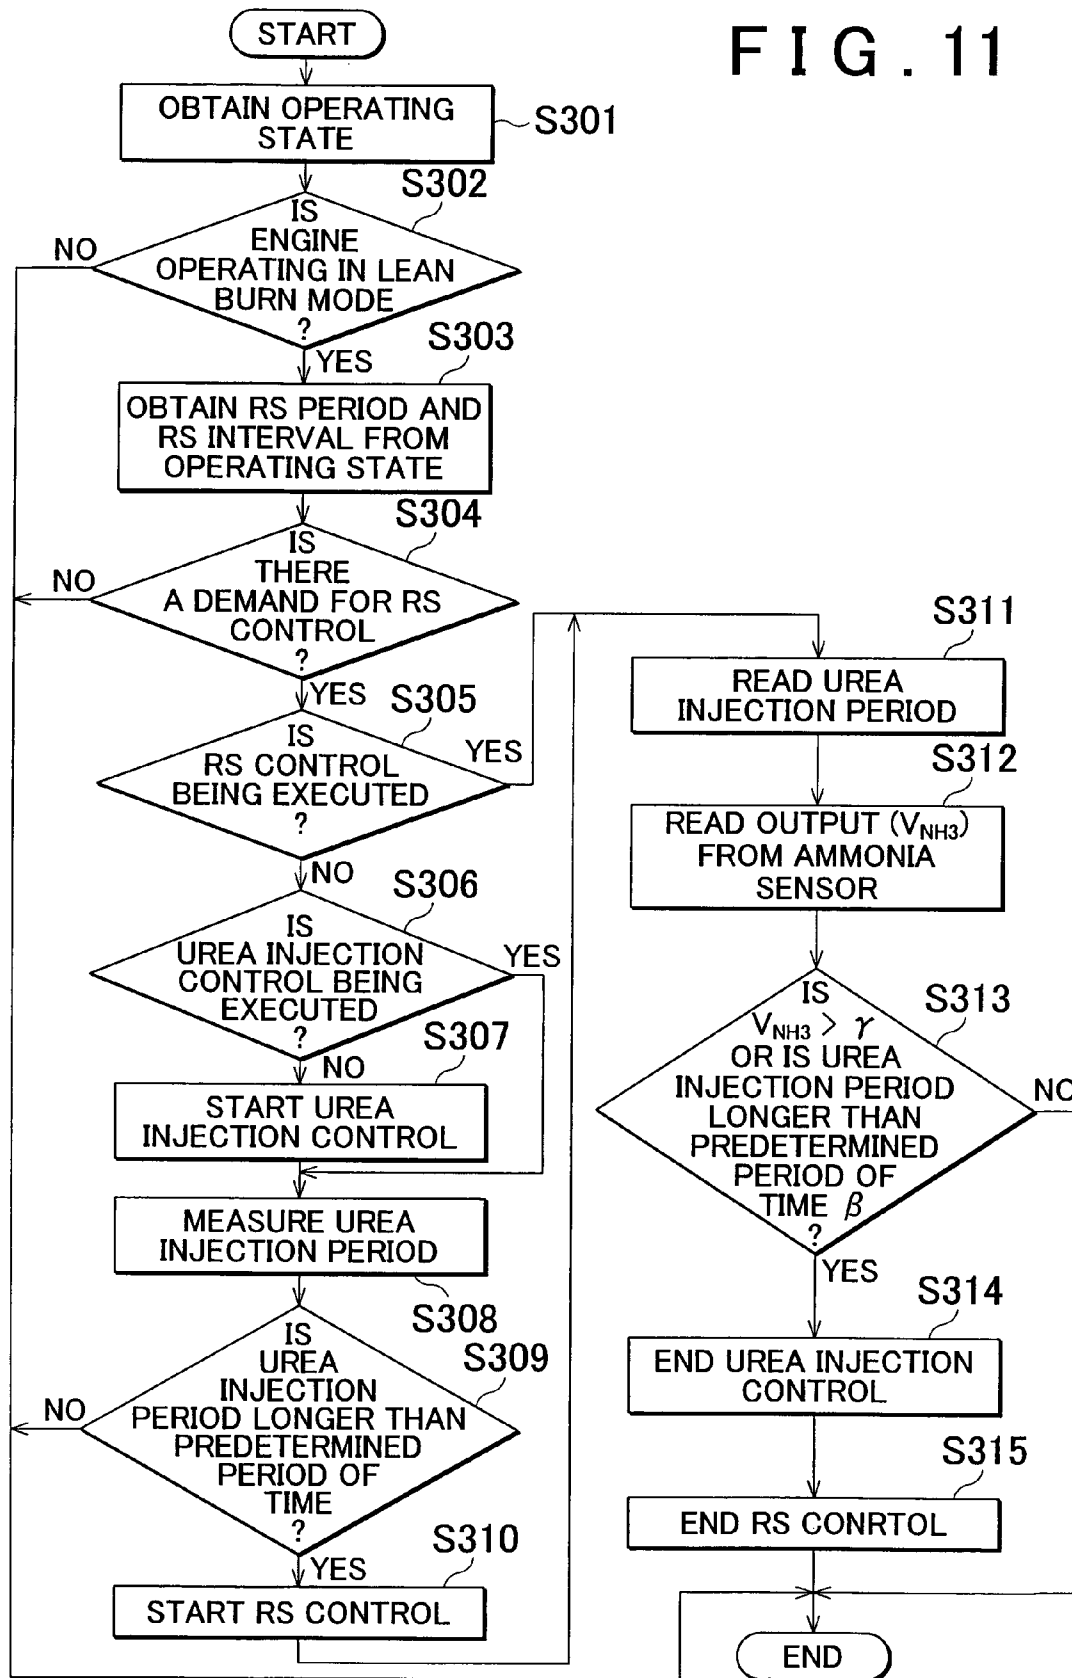 FIG. 11
START
OBTAIN OPERATING
STATE
S301
S302
IS
ENGINE
OPERATING IN LEAN
BURN MODE
?
NO
YES
S303
OBTAIN RS PERIOD AND
RS INTERVAL FROM
OPERATING STATE
S304
IS
THERE
A DEMAND FOR RS
CONTROL
?
NO
YES
S305
IS
RS CONTROL
BEING EXECUTED
?
YES
NO
S306
IS
UREA INJECTION
CONTROL BEING
EXECUTED
?
YES
NO
S307
START UREA
INJECTION CONTROL
MEASURE UREA
INJECTION PERIOD
S308
S309
IS
UREA
INJECTION
PERIOD LONGER THAN
PREDETERMINED
PERIOD OF
TIME
?
NO
YES
S310
START RS CONTROL
S311
READ UREA
INJECTION PERIOD
S312
READ OUTPUT (VNH3)
FROM AMMONIA
SENSOR
S313
IS
VNH3 > γ
OR IS UREA
INJECTION PERIOD
LONGER THAN
PREDETERMINED
PERIOD OF
TIME β
?
NO
YES
S314
END UREA INJECTION
CONTROL
S315
END RS CONRTOL
END